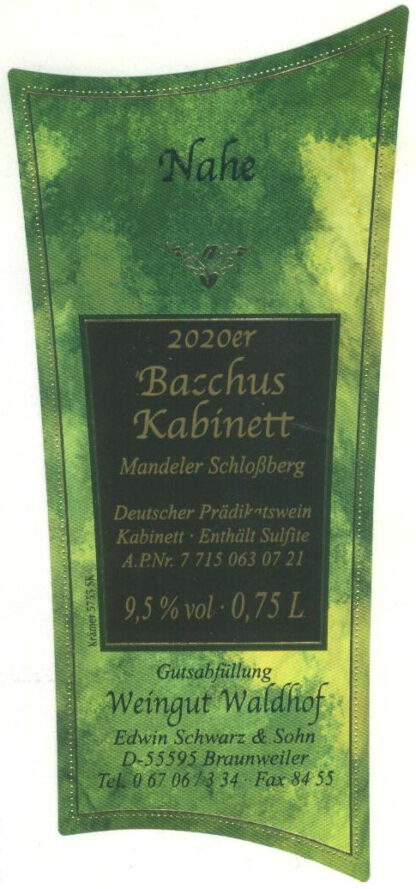 Nahe
2020er
Bacchus
Kabinett
Mandeler Schloßberg
Deutscher Prädikatswein
Kabinett · Enthält Sulfite
A.P.Nr. 7 715 063 07 21
9,5 % vol · 0,75 L
Krämer 5755 SK
Gutsabfüllung
Weingut Waldhof
Edwin Schwarz & Sohn
D-55595 Braunweiler
Tel. 0 67 06 / 3 34 · Fax 84 55